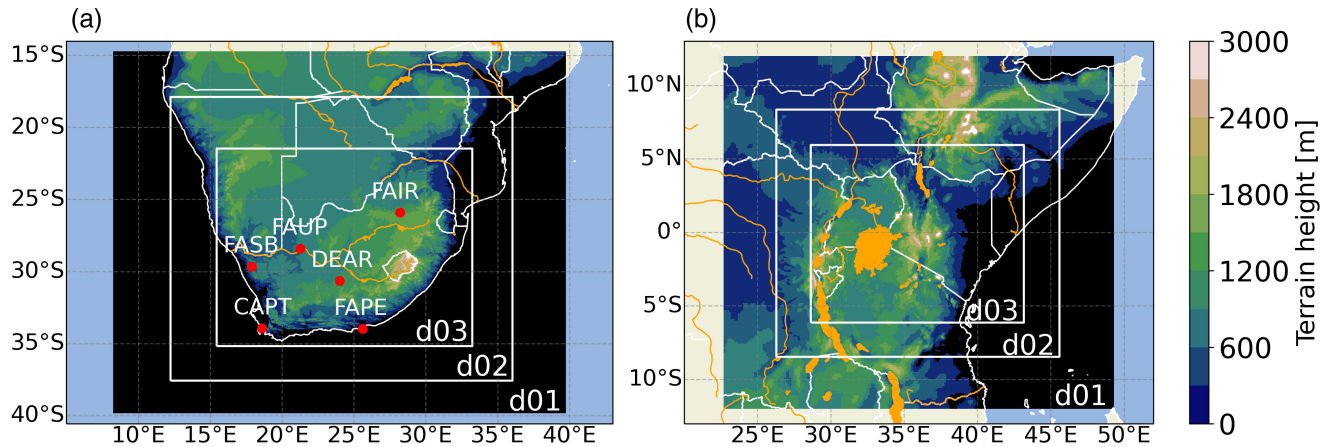 (a)
(b)
15°S
20°S
25°S
30°S
35°S
40°S
10°E
15°E
20°E
25°E
30°E
35°E
40°E
FAIR
FAUP
FASB
DEAR
CAPT
FAPE
d03
d02
d01
10°N
5°N
0°
5°S
10°S
25°E
30°E
35°E
40°E
45°E
50°E
d03
d02
d01
3000
2400
1800
1200
600
0
Terrain height [m]